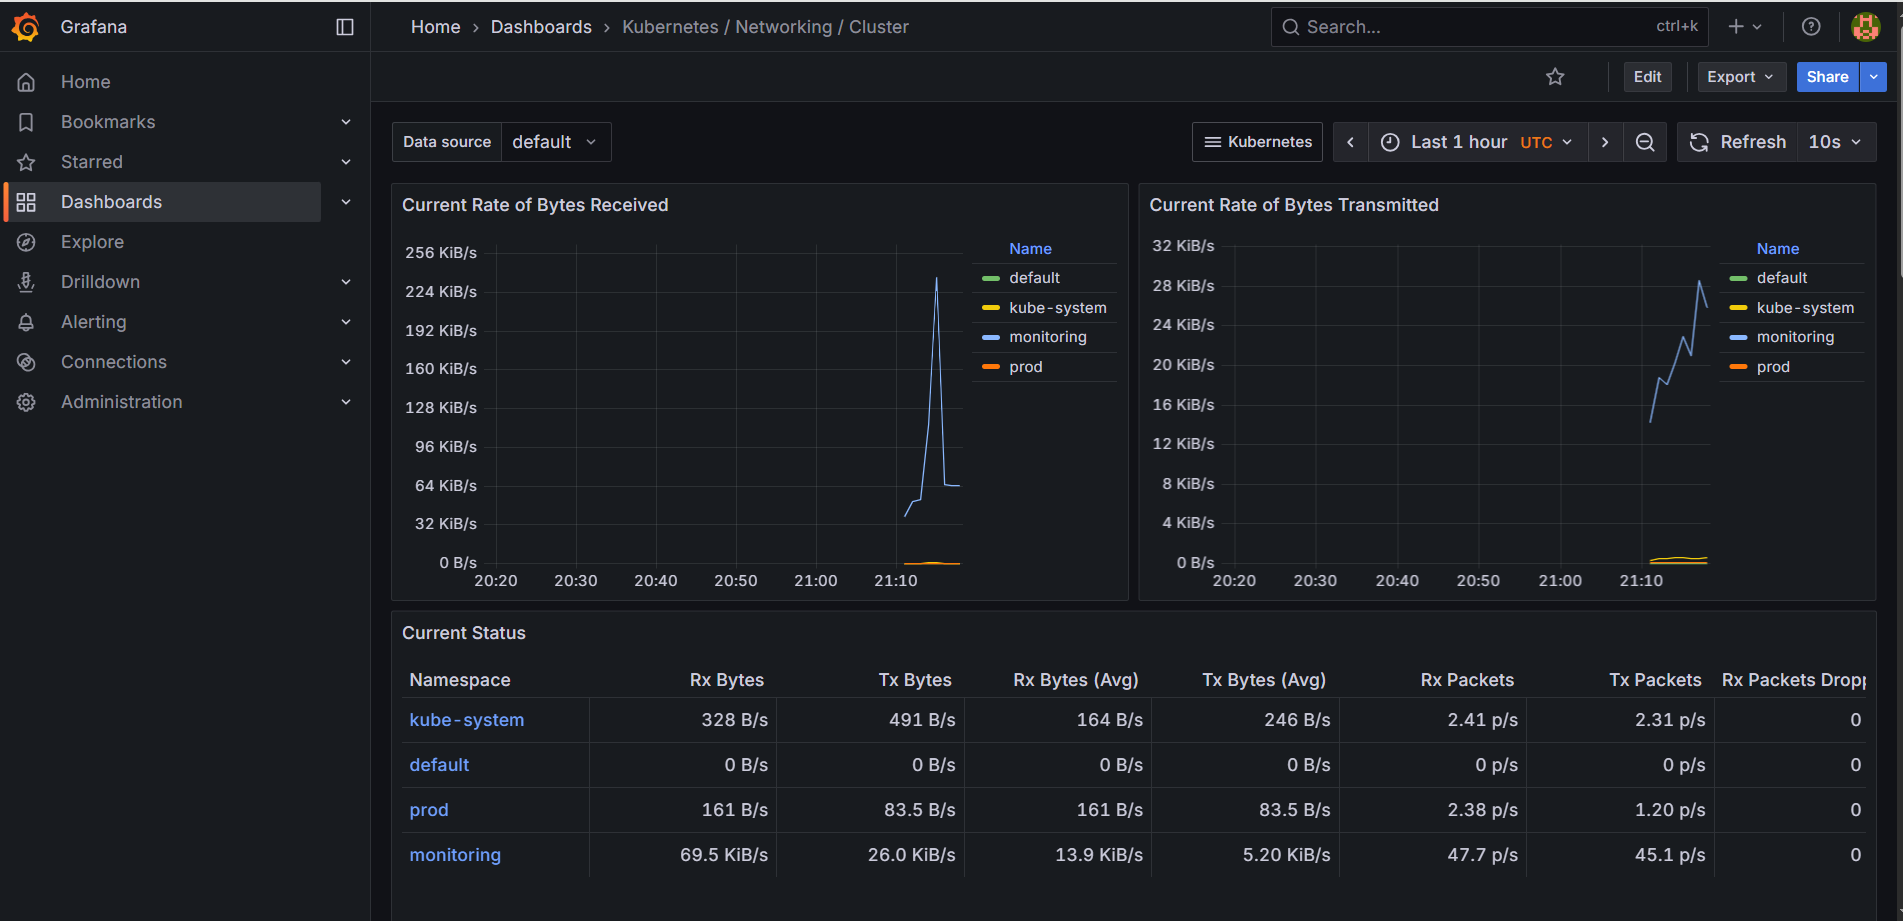 Grafana
Home › Dashboards › Kubernetes / Networking / Cluster
Search...
ctrl+k
Home
Bookmarks
Starred
Dashboards
Explore
Drilldown
Alerting
Connections
Administration
Edit
Export
Share
Data source
default
Kubernetes
Last 1 hour UTC
Refresh
10s
Current Rate of Bytes Received
256 KiB/s
224 KiB/s
192 KiB/s
160 KiB/s
128 KiB/s
96 KiB/s
64 KiB/s
32 KiB/s
0 B/s
20:20 20:30 20:40 20:50 21:00 21:10
Name
default
kube-system
monitoring
prod
Current Rate of Bytes Transmitted
32 KiB/s
28 KiB/s
24 KiB/s
20 KiB/s
16 KiB/s
12 KiB/s
8 KiB/s
4 KiB/s
0 B/s
20:20 20:30 20:40 20:50 21:00 21:10
Name
default
kube-system
monitoring
prod
Current Status
Namespace Rx Bytes Tx Bytes Rx Bytes (Avg) Tx Bytes (Avg) Rx Packets Tx Packets Rx Packets Dropp
kube-system 328 B/s 491 B/s 164 B/s 246 B/s 2.41 p/s 2.31 p/s 0
default 0 B/s 0 B/s 0 B/s 0 B/s 0 p/s 0 p/s 0
prod 161 B/s 83.5 B/s 161 B/s 83.5 B/s 2.38 p/s 1.20 p/s 0
monitoring 69.5 KiB/s 26.0 KiB/s 13.9 KiB/s 5.20 KiB/s 47.7 p/s 45.1 p/s 0